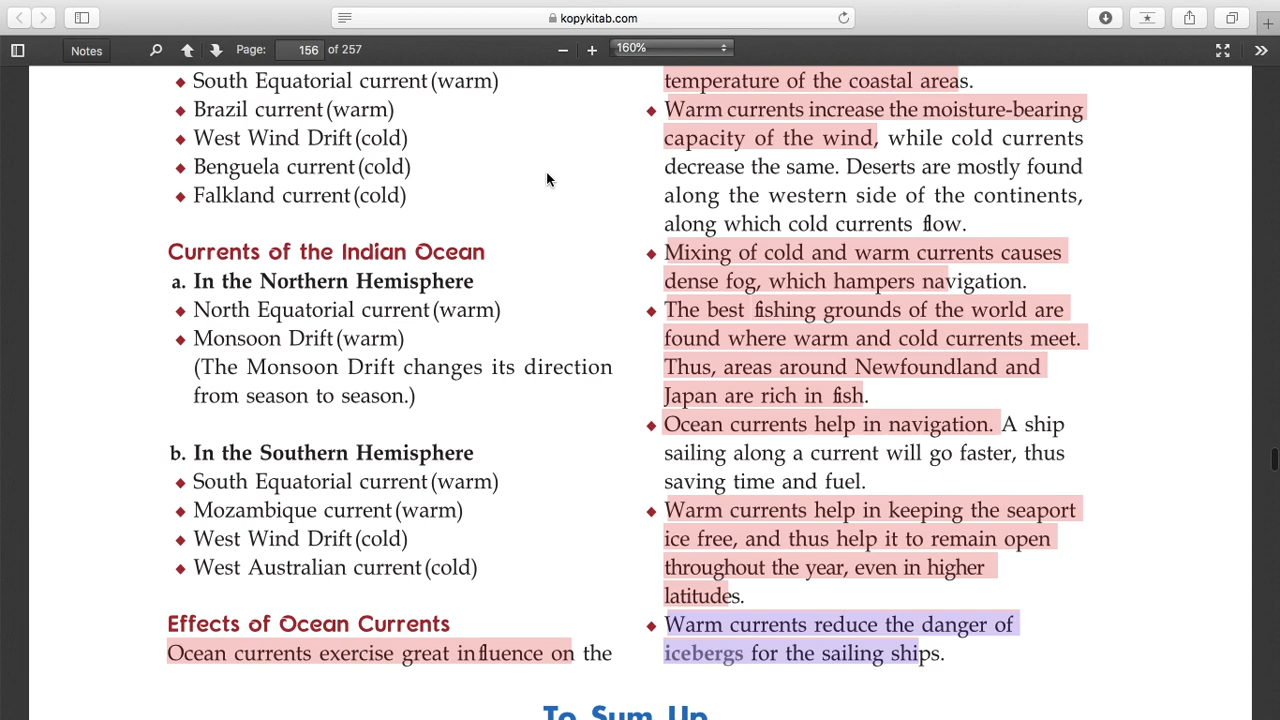 kopykitab.com
Notes
Page: 156 of 257
160%
South Equatorial current (warm)
Brazil current (warm)
West Wind Drift (cold)
Benguela current (cold)
Falkland current (cold)
Currents of the Indian Ocean
a. In the Northern Hemisphere
North Equatorial current (warm)
Monsoon Drift (warm)
(The Monsoon Drift changes its direction
from season to season.)
b. In the Southern Hemisphere
South Equatorial current (warm)
Mozambique current (warm)
West Wind Drift (cold)
West Australian current (cold)
Effects of Ocean Currents
Ocean currents exercise great influence on the
temperature of the coastal areas.
Warm currents increase the moisture-bearing
capacity of the wind, while cold currents
decrease the same. Deserts are mostly found
along the western side of the continents,
along which cold currents flow.
Mixing of cold and warm currents causes
dense fog, which hampers navigation.
The best fishing grounds of the world are
found where warm and cold currents meet.
Thus, areas around Newfoundland and
Japan are rich in fish.
Ocean currents help in navigation. A ship
sailing along a current will go faster, thus
saving time and fuel.
Warm currents help in keeping the seaport
ice free, and thus help it to remain open
throughout the year, even in higher
latitudes.
Warm currents reduce the danger of
icebergs for the sailing ships.
To Sum Up